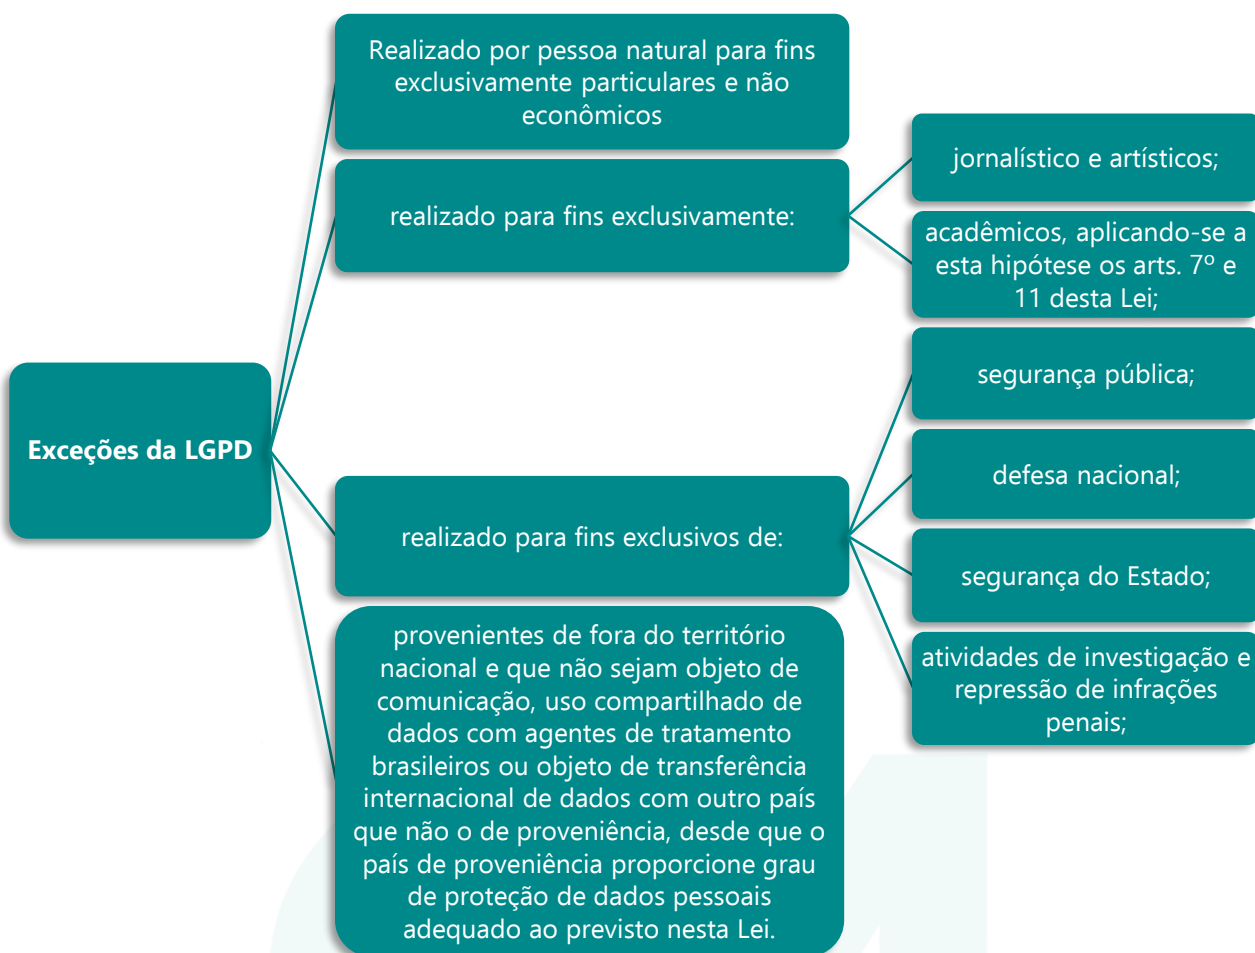 Exceções da LGPD
Realizado por pessoa natural para fins
exclusivamente particulares e não
econômicos
realizado para fins exclusivamente:
jornalístico e artísticos;
acadêmicos, aplicando-se a
esta hipótese os arts. 7º e
11 desta Lei;
realizado para fins exclusivos de:
segurança pública;
defesa nacional;
segurança do Estado;
atividades de investigação e
repressão de infrações
penais;
provenientes de fora do território
nacional e que não sejam objeto de
comunicação, uso compartilhado de
dados com agentes de tratamento
brasileiros ou objeto de transferência
internacional de dados com outro país
que não o de proveniência, desde que o
país de proveniência proporcione grau
de proteção de dados pessoais
adequado ao previsto nesta Lei.